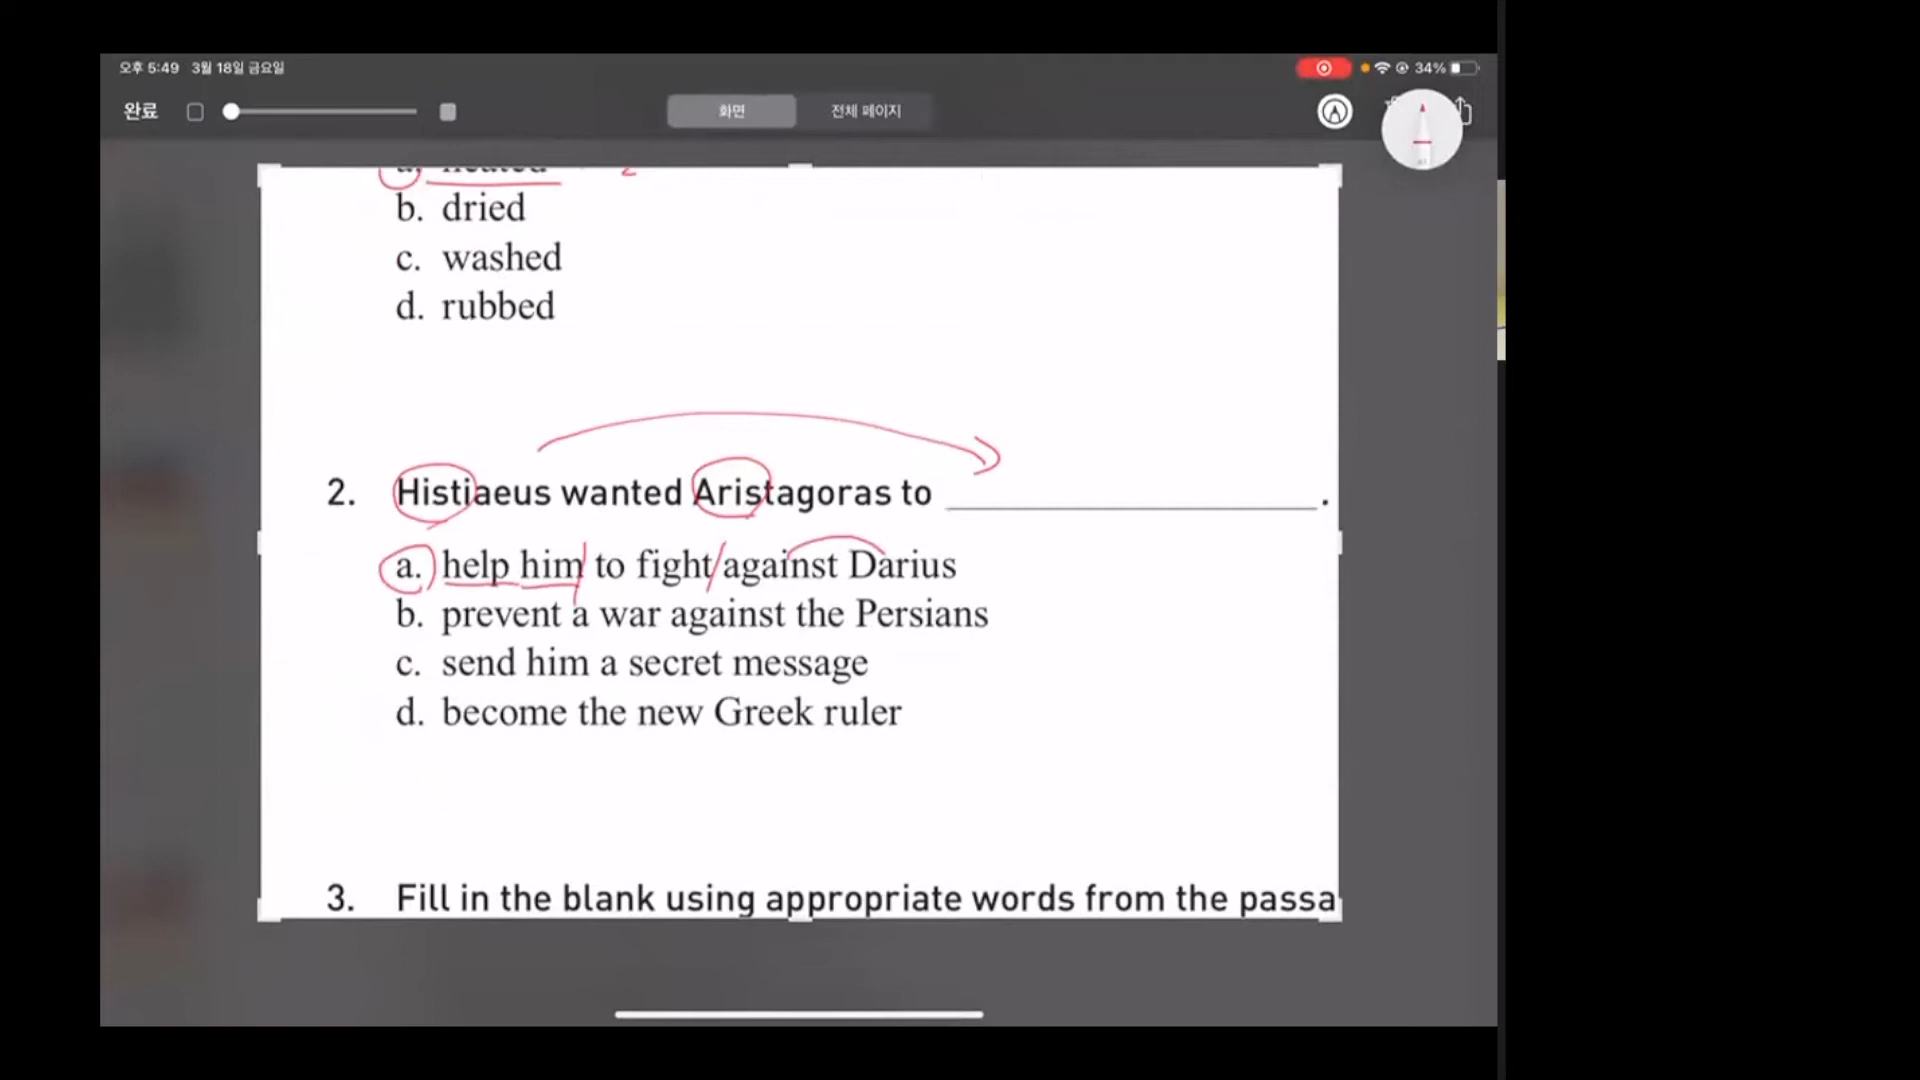 오후 5:49 3월 18일 금요일
34%
완료
화면
전체 페이지
b. dried
c. washed
d. rubbed
2. Histiaeus wanted Aristagoras to ____________________.
a. help him to fight against Darius
b. prevent a war against the Persians
c. send him a secret message
d. become the new Greek ruler
3. Fill in the blank using appropriate words from the passa